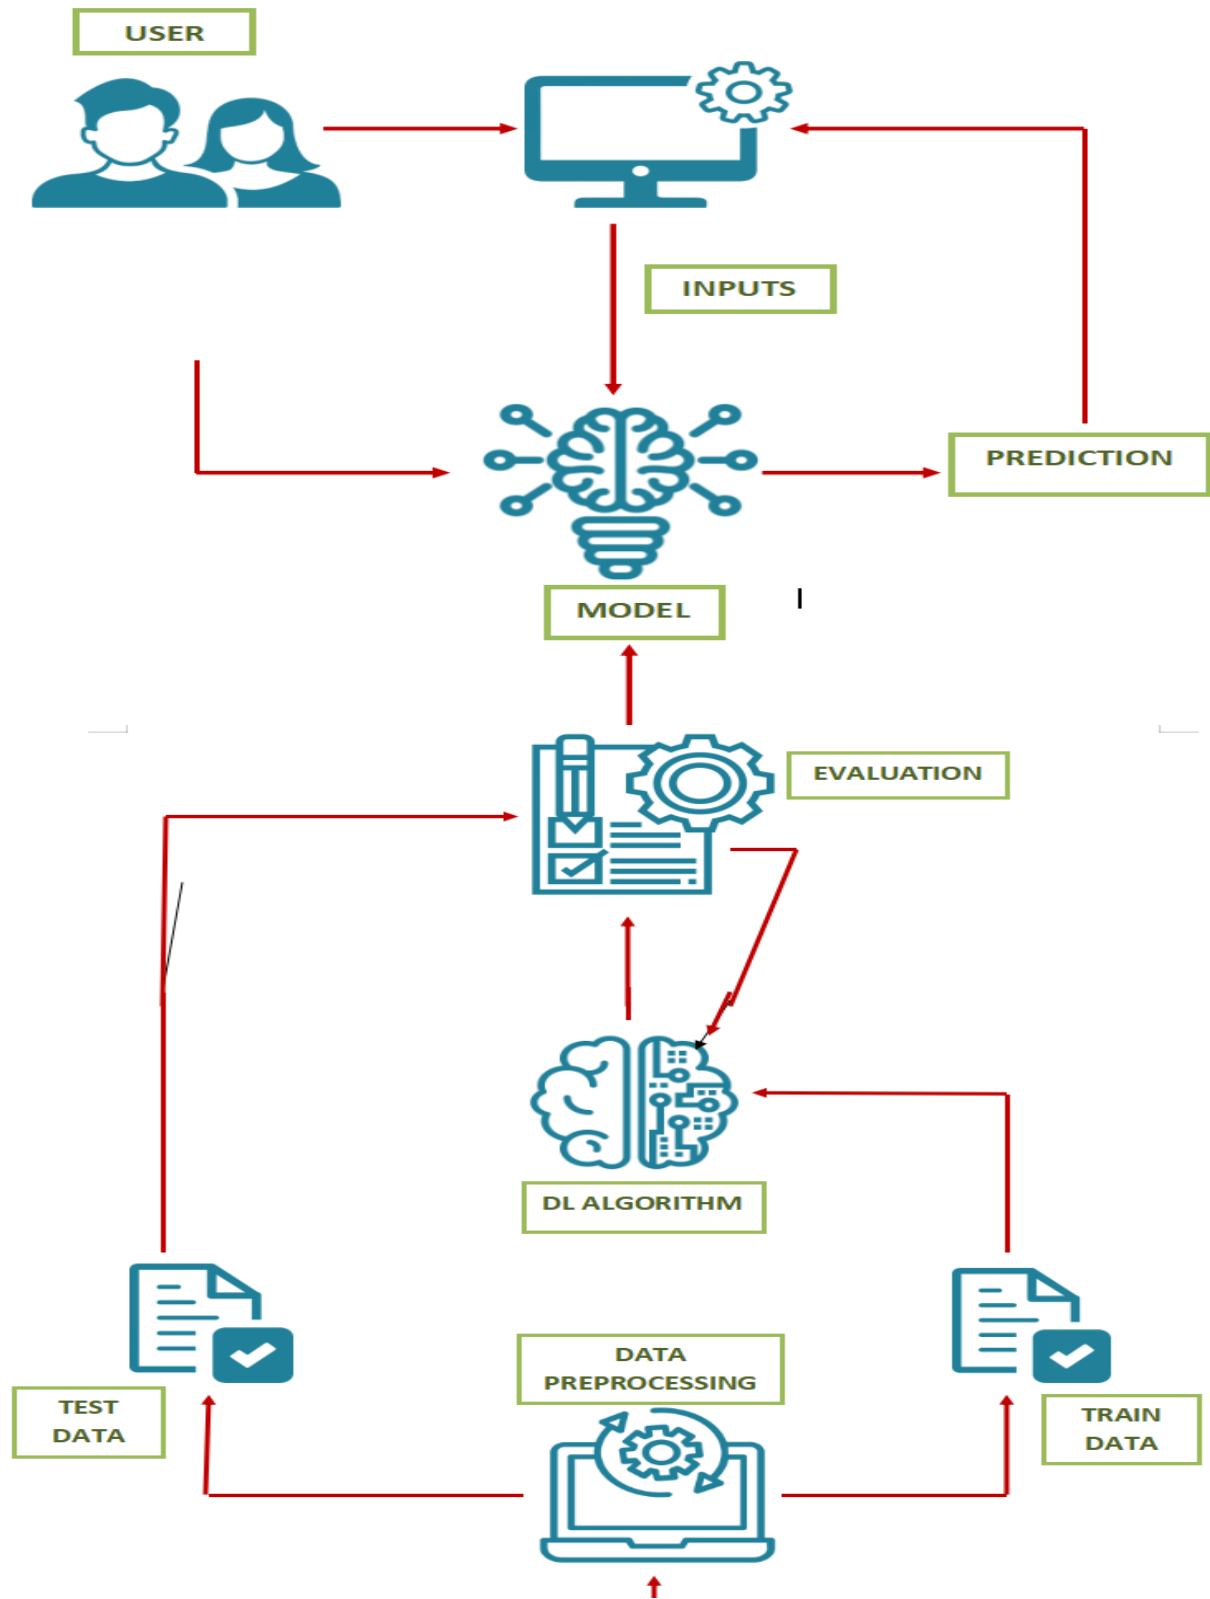 USER
INPUTS
PREDICTION
MODEL
EVALUATION
DL ALGORITHM
DATA
PREPROCESSING
TEST
DATA
TRAIN
DATA